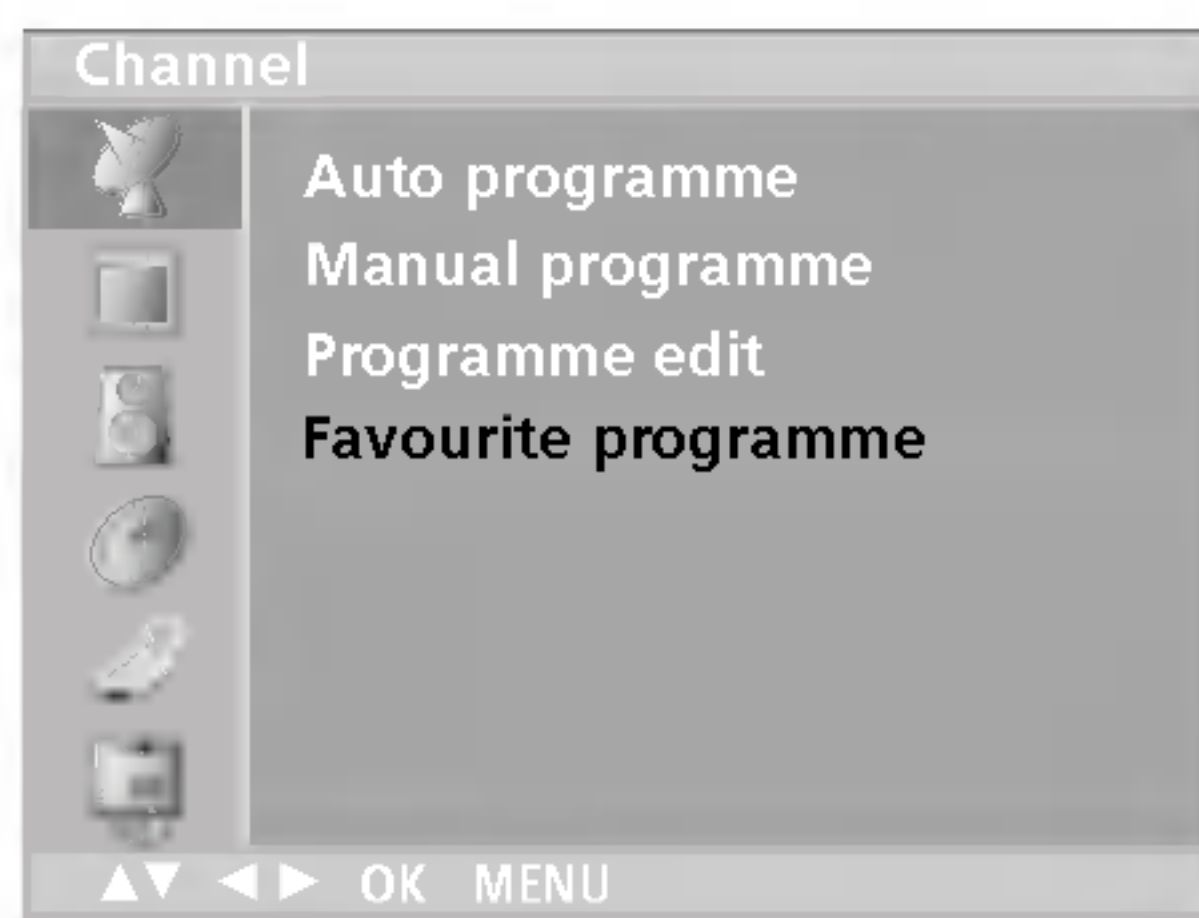 Channel
Auto programme
Manual programme
Programme edit
Favourite programme
▲▼ ◀ ▶ OK MENU